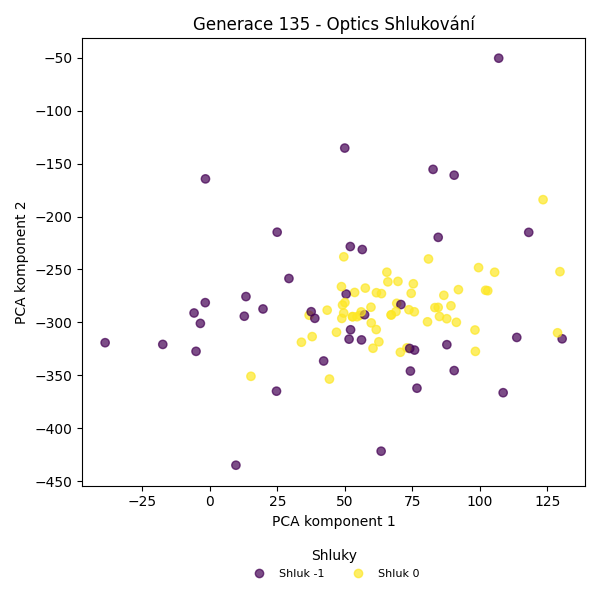 Generace 135 - Optics Shlukování
−50
−100
−150
−200
−250
−300
−350
−400
−450
PCA komponent 2
−25
0
25
50
75
100
125
PCA komponent 1
Shluky
Shluk -1
Shluk 0